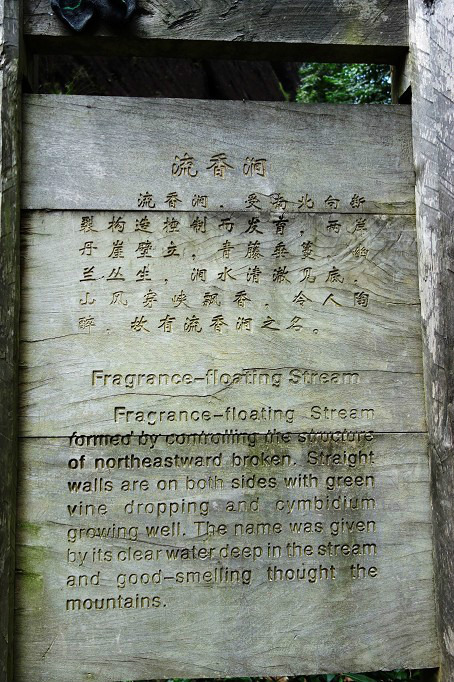 流香涧
流香涧，受南北向断
裂构造控制而发育，两岸
丹崖壁立，青藤垂蔓，幽
兰丛生，涧水清澈见底，
山风穿峡飘香，令人陶
醉，故有流香涧之名。
Fragrance-floating Stream
Fragrance-floating Stream
formed by controlling the structure
of northeastward broken. Straight
walls are on both sides with green
vine dropping and cymbidium
growing well. The name was given
by its clear water deep in the stream
and good-smelling thought the
mountains.